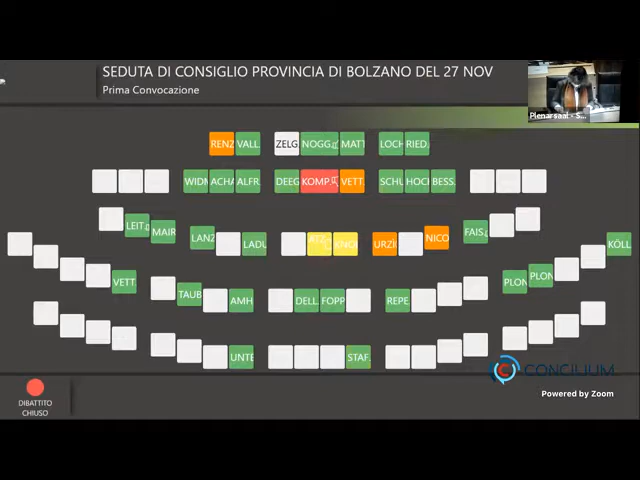 SEDUTA DI CONSIGLIO PROVINCIA DI BOLZANO DEL 27 NOV
Prima Convocazione
Plenarsaal - S...
RENZ VALL ZELG NOGG MATT LOCH RIED.
WIDM ACHA ALFR. DEEG KOMP. VETT. SCHU HOCH BESS.
LEIT MAIR LANZ LADU KNOL URZI NICO FAIS KÖLL
VETT TAUB AMH DELL. FOPP REPE PLON PLON
UNTE STAF.
CONCILIUM
DIBATTITO
CHIUSO
Powered by Zoom